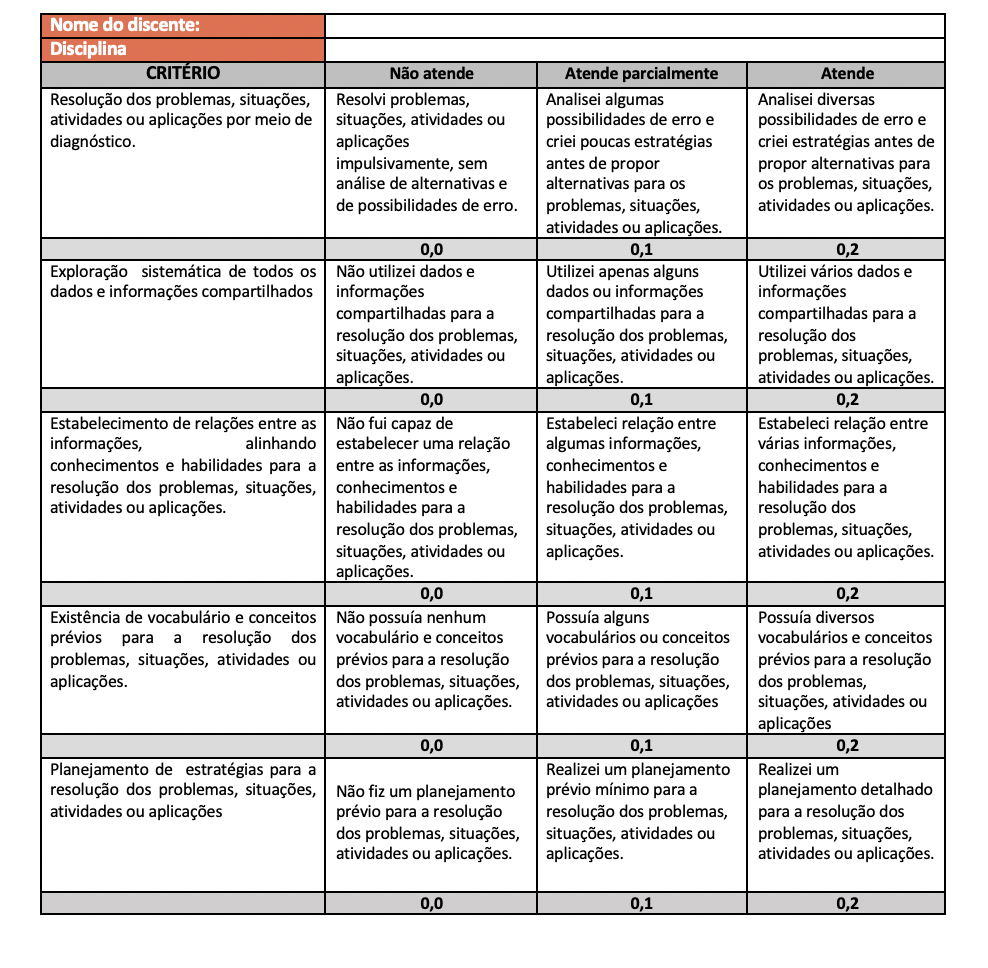 Nome do discente:
Disciplina
CRITÉRIO
Não atende
Atende parcialmente
Atende
Resolução dos problemas, situações,
atividades ou aplicações por meio de
diagnóstico.
Resolvi problemas,
situações, atividades ou
aplicações
impulsivamente, sem
análise de alternativas e
de possibilidades de erro.
Analisei algumas
possibilidades de erro e
criei poucas estratégias
antes de propor
alternativas para os
problemas, situações,
atividades ou aplicações.
Analisei diversas
possibilidades de erro e
criei estratégias antes de
propor alternativas para
os problemas, situações,
atividades ou aplicações.
0,0
0,1
0,2
Exploração sistemática de todos os
dados e informações compartilhados
Não utilizei dados e
informações
compartilhadas para a
resolução dos problemas,
situações, atividades ou
aplicações.
Utilizei apenas alguns
dados ou informações
compartilhadas para a
resolução dos problemas,
situações, atividades ou
aplicações.
Utilizei vários dados e
informações
compartilhadas para a
resolução dos
problemas, situações,
atividades ou aplicações.
0,0
0,1
0,2
Estabelecimento de relações entre as
informações, alinhando
conhecimentos e habilidades para a
resolução dos problemas, situações,
atividades ou aplicações.
Não fui capaz de
estabelecer uma relação
entre as informações,
conhecimentos e
habilidades para a
resolução dos problemas,
situações, atividades ou
aplicações.
Estabeleci relação entre
algumas informações,
conhecimentos e
habilidades para a
resolução dos problemas,
situações, atividades ou
aplicações.
Estabeleci relação entre
várias informações,
conhecimentos e
habilidades para a
resolução dos
problemas, situações,
atividades ou aplicações.
0,0
0,1
0,2
Existência de vocabulário e conceitos
prévios para a resolução dos
problemas, situações, atividades ou
aplicações.
Não possuía nenhum
vocabulário e conceitos
prévios para a resolução
dos problemas, situações,
atividades ou aplicações.
Possuía alguns
vocabulários ou conceitos
prévios para a resolução
dos problemas, situações,
atividades ou aplicações
Possuía diversos
vocabulários e conceitos
prévios para a resolução
dos problemas,
situações, atividades ou
aplicações
0,0
0,1
0,2
Planejamento de estratégias para a
resolução dos problemas, situações,
atividades ou aplicações
Não fiz um planejamento
prévio para a resolução
dos problemas, situações,
atividades ou aplicações.
Realizei um planejamento
prévio mínimo para a
resolução dos problemas,
situações, atividades ou
aplicações.
Realizei um
planejamento detalhado
para a resolução dos
problemas, situações,
atividades ou aplicações.
0,0
0,1
0,2